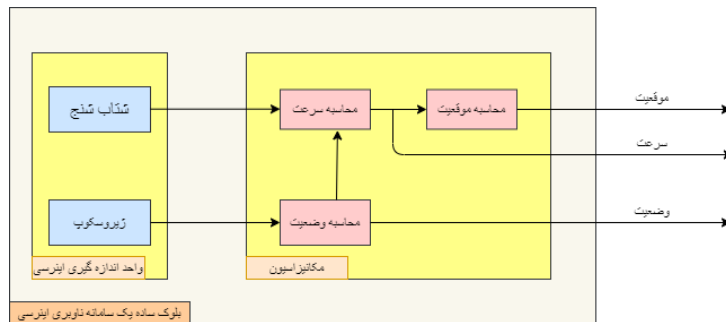 شتاب شنج
محاسبه سرعت
محاسبه موقعیت
موقعیت
سرعت
ژیروسکوپ
محاسبه وضعیت
وضعیت
واحد اندازه گیری اینرسی
مکانیزاسیون
بلوک ساده یک سامانه ناوبری اینرسی